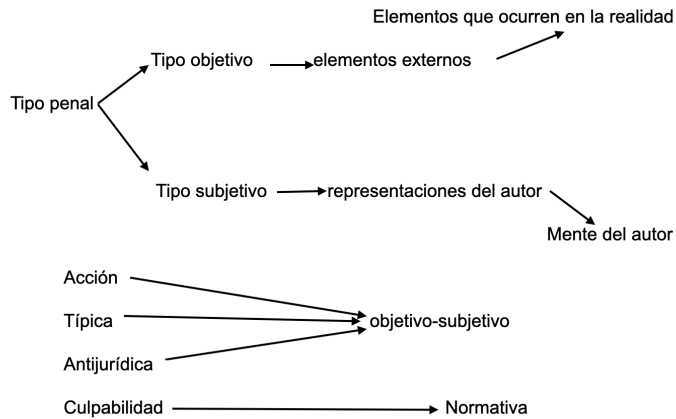 Elementos que ocurren en la realidad
Tipo objetivo
elementos externos
Tipo penal
Tipo subjetivo
representaciones del autor
Mente del autor
Acción
Típica
objetivo-subjetivo
Antijurídica
Culpabilidad
Normativa